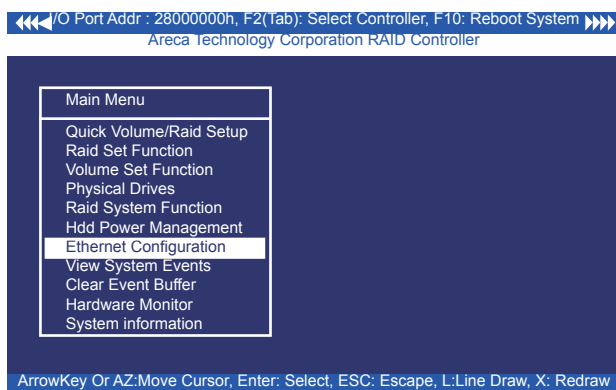 I/O Port Addr : 28000000h, F2(Tab): Select Controller, F10: Reboot System
Areca Technology Corporation RAID Controller
Main Menu
Quick Volume/Raid Setup
Raid Set Function
Volume Set Function
Physical Drives
Raid System Function
Hdd Power Management
Ethernet Configuration
View System Events
Clear Event Buffer
Hardware Monitor
System information
ArrowKey Or AZ:Move Cursor, Enter: Select, ESC: Escape, L:Line Draw, X: Redraw